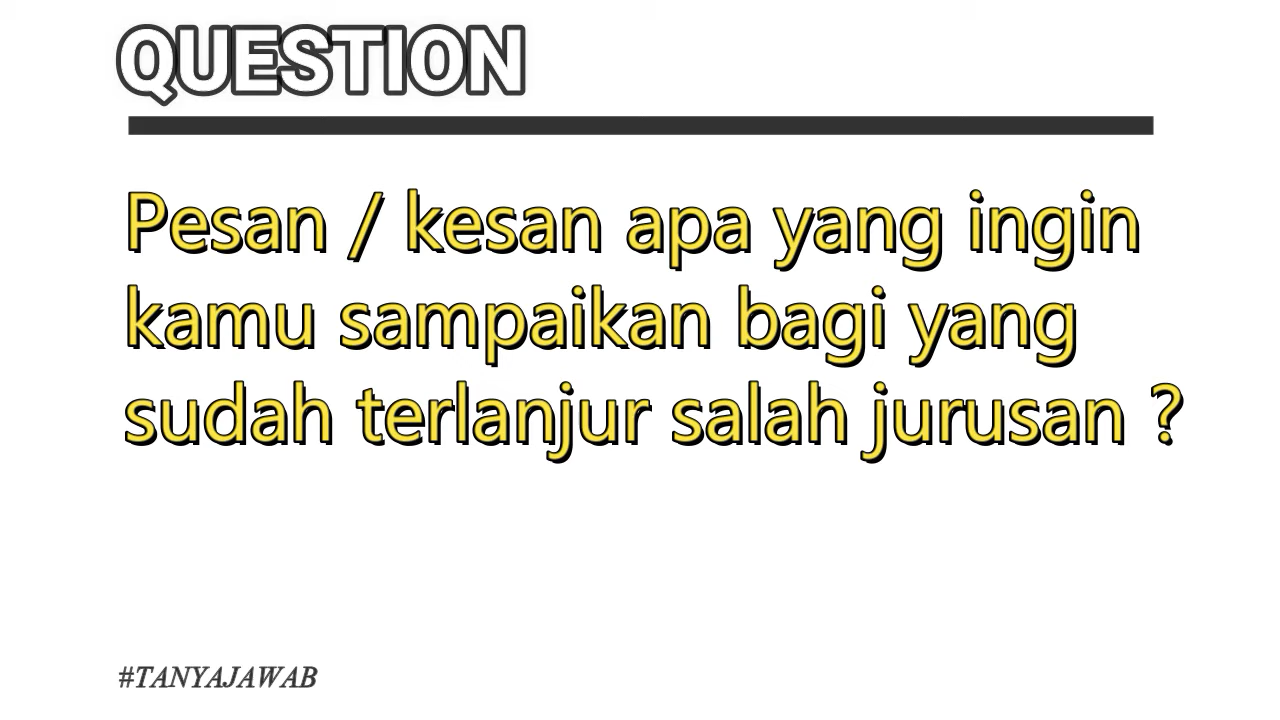 QUESTION
Pesan / kesan apa yang ingin
kamu sampaikan bagi yang
sudah terlanjur salah jurusan ?
#TANYAJAWAB